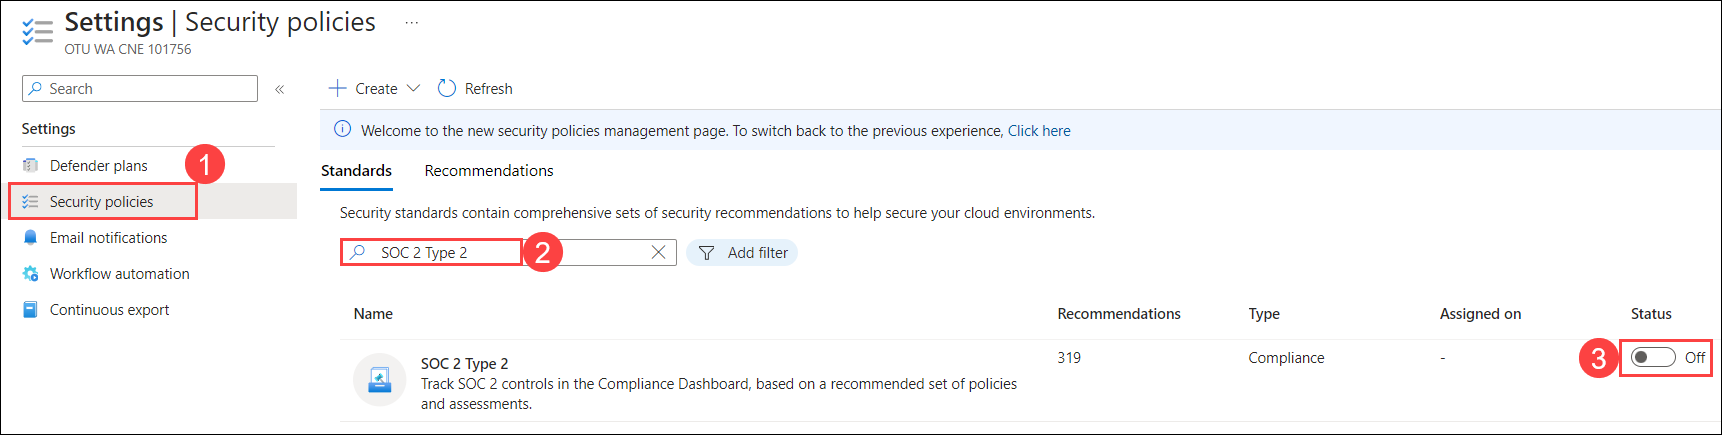 Settings | Security policies ...
OTU WA CNE 101756
Search «
Settings
Defender plans
1
Security policies
Email notifications
Workflow automation
Continuous export
Create Refresh
Welcome to the new security policies management page. To switch back to the previous experience, Click here
Standards Recommendations
Security standards contain comprehensive sets of security recommendations to help secure your cloud environments.
SOC 2 Type 2 2 Add filter
Name Recommendations Type Assigned on Status
SOC 2 Type 2 319 Compliance - 3 Off
Track SOC 2 controls in the Compliance Dashboard, based on a recommended set of policies
and assessments.